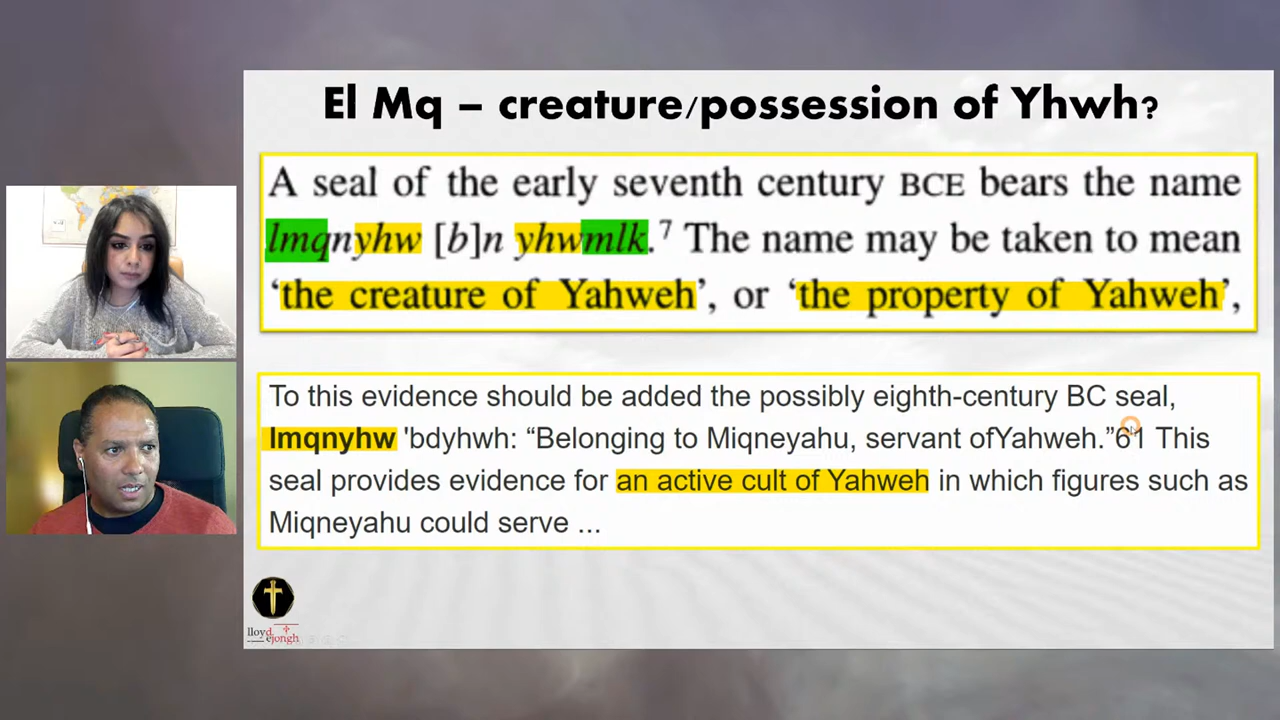 El Mq – creature/possession of Yhwh?
A seal of the early seventh century BCE bears the name
lmqnyhw [b]n yhwmlk.⁷ The name may be taken to mean
‘the creature of Yahweh’, or ‘the property of Yahweh’,
To this evidence should be added the possibly eighth-century BC seal,
lmqnyhw 'bdyhwh: “Belonging to Miqneyahu, servant ofYahweh.”61 This
seal provides evidence for an active cult of Yahweh in which figures such as
Miqneyahu could serve ...
lloyd
ejongh